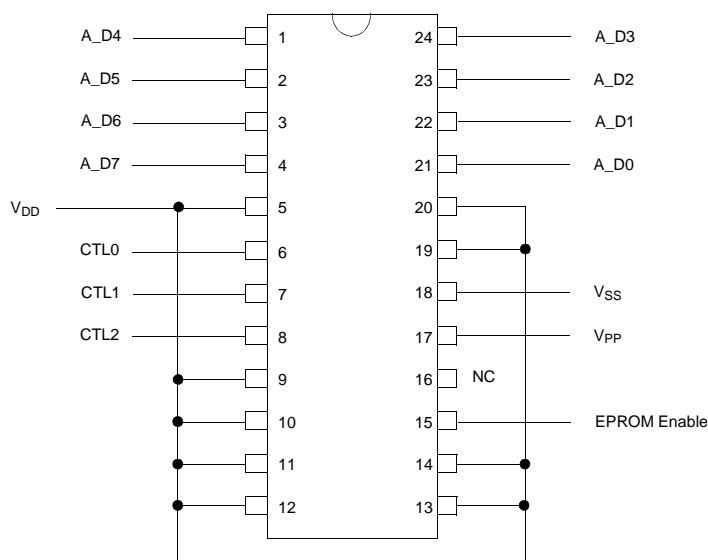 A_D4 1 24 A_D3
A_D5 2 23 A_D2
A_D6 3 22 A_D1
A_D7 4 21 A_D0
VDD 5 20
CTL0 6 19
CTL1 7 18 VSS
CTL2 8 17 VPP
9 16 NC
10 15 EPROM Enable
11 14
12 13